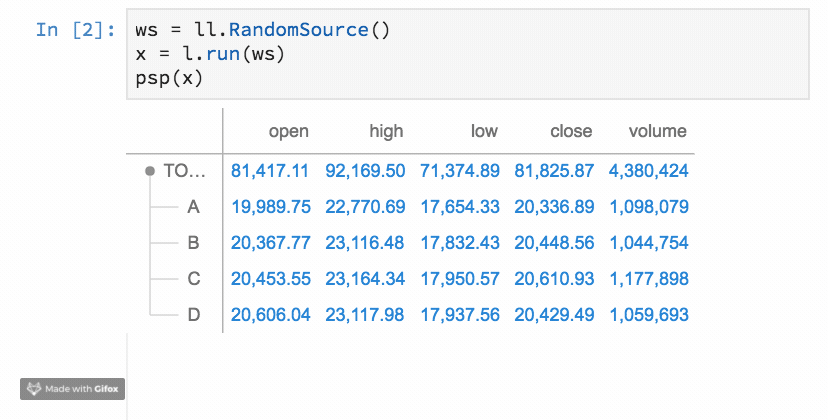 In [2]: ws = ll.RandomSource()
x = l.run(ws)
psp(x)
open high low close volume
TO... 81,417.11 92,169.50 71,374.89 81,825.87 4,380,424
A 19,989.75 22,770.69 17,654.33 20,336.89 1,098,079
B 20,367.77 23,116.48 17,832.43 20,448.56 1,044,754
C 20,453.55 23,164.34 17,950.57 20,610.93 1,177,898
D 20,606.04 23,117.98 17,937.56 20,429.49 1,059,693
Made with Gifox